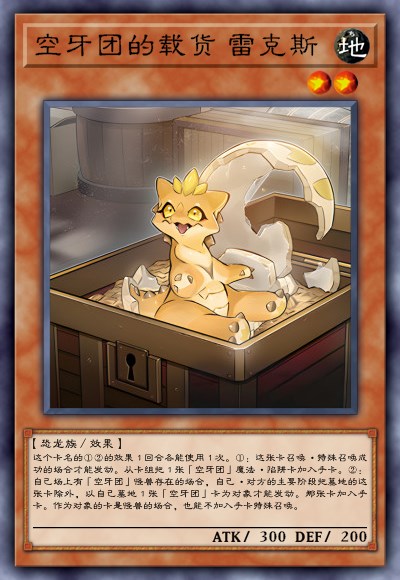 空牙团的载货 雷克斯
地
【恐龙族／效果】
这个卡名的①②的效果1回合各能使用1次。①：这张卡召唤·特殊召唤成
功的场合才能发动。从卡组把1张「空牙团」魔法·陷阱卡加入手卡。②：
自己场上有「空牙团」怪兽存在的场合，自己·对方的主要阶段把墓地的这
张卡除外，以自己墓地1张「空牙团」卡为对象才能发动。那张卡加入手
卡。作为对象的卡是怪兽的场合，也能不加入手卡特殊召唤。
ATK/ 300 DEF/ 200